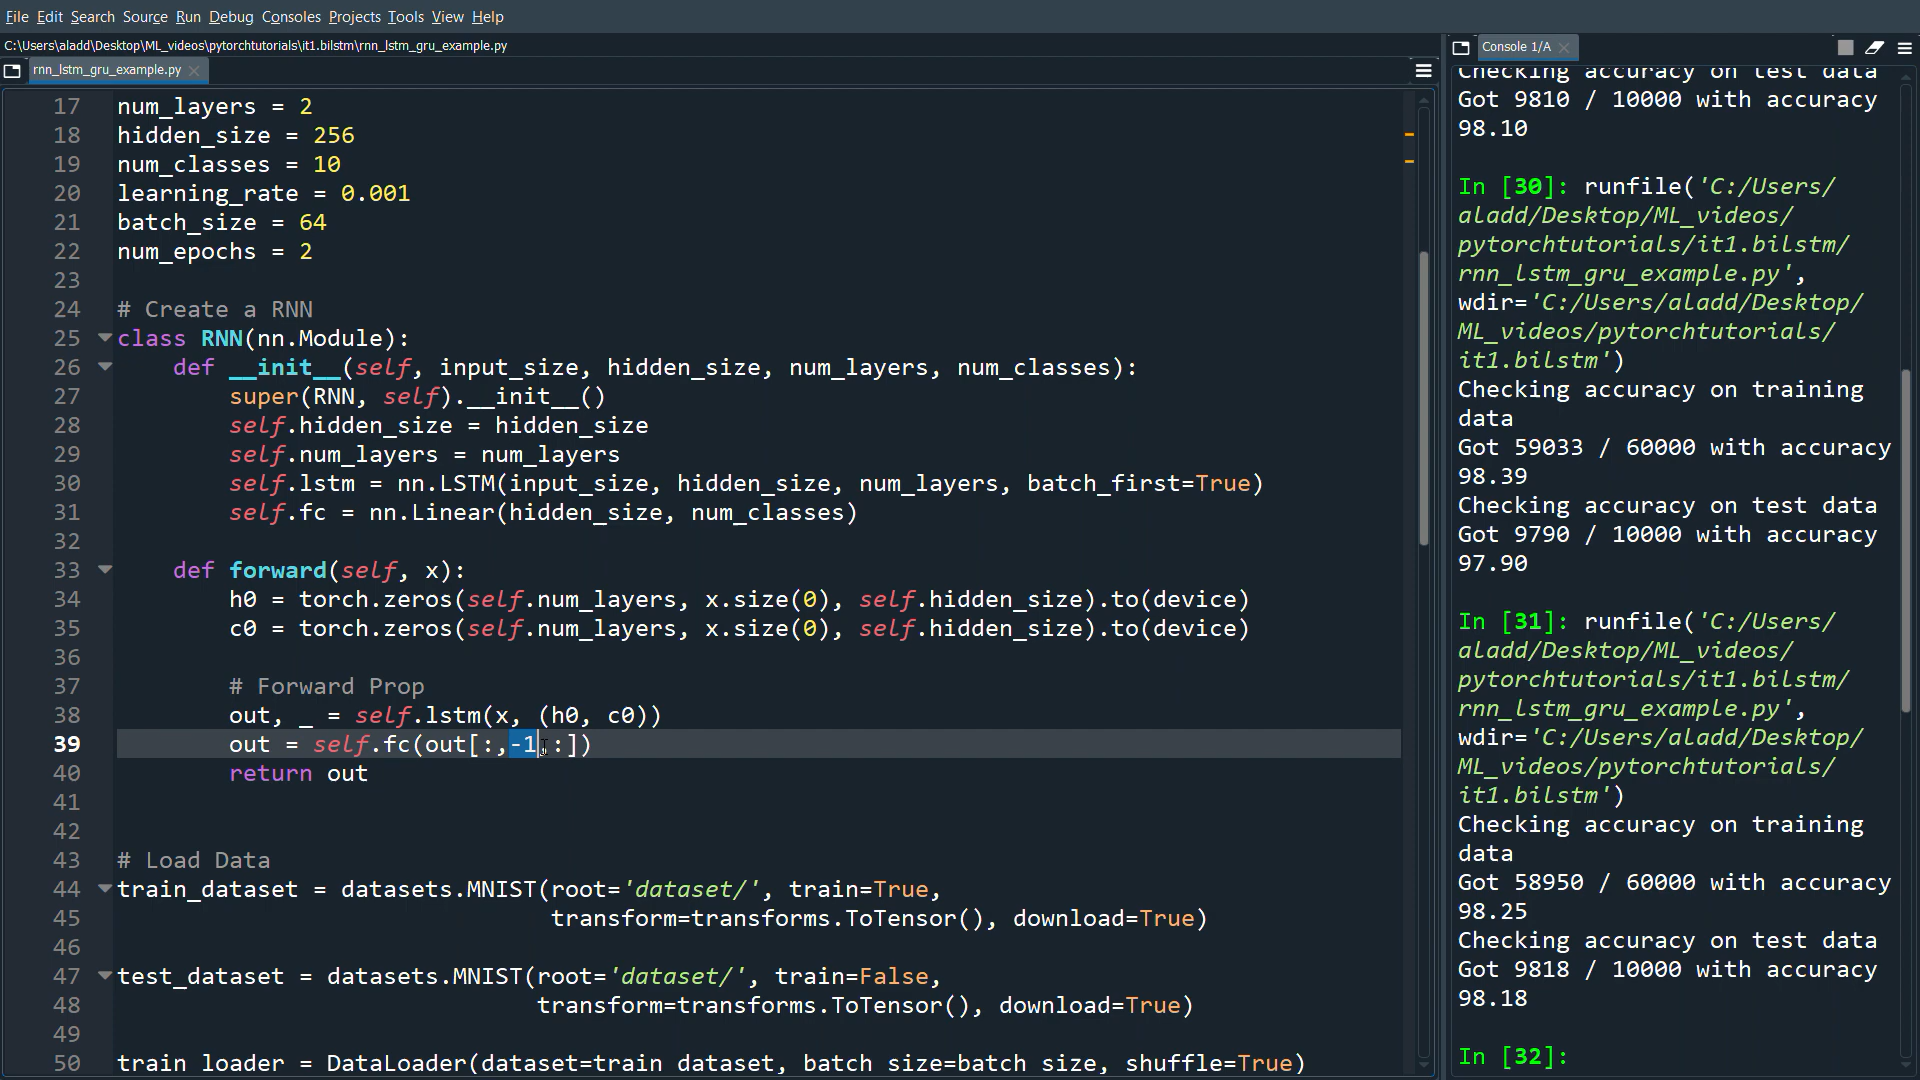 File Edit Search Source Run Debug Consoles Projects Tools View Help
C:\Users\aladd\Desktop\ML_videos\pytorchtutorials\it1.bilstm\rnn_lstm_gru_example.py
rnn_lstm_gru_example.py
17 num_layers = 2
18 hidden_size = 256
19 num_classes = 10
20 learning_rate = 0.001
21 batch_size = 64
22 num_epochs = 2
23
24 # Create a RNN
25 class RNN(nn.Module):
26 def __init__(self, input_size, hidden_size, num_layers, num_classes):
27 super(RNN, self).__init__()
28 self.hidden_size = hidden_size
29 self.num_layers = num_layers
30 self.lstm = nn.LSTM(input_size, hidden_size, num_layers, batch_first=True)
31 self.fc = nn.Linear(hidden_size, num_classes)
32
33 def forward(self, x):
34 h0 = torch.zeros(self.num_layers, x.size(0), self.hidden_size).to(device)
35 c0 = torch.zeros(self.num_layers, x.size(0), self.hidden_size).to(device)
36
37 # Forward Prop
38 out, _ = self.lstm(x, (h0, c0))
39 out = self.fc(out[:,-1,:])
40 return out
41
42
43 # Load Data
44 train_dataset = datasets.MNIST(root='dataset/', train=True,
45 transform=transforms.ToTensor(), download=True)
46
47 test_dataset = datasets.MNIST(root='dataset/', train=False,
48 transform=transforms.ToTensor(), download=True)
49
50 train_loader = DataLoader(dataset=train_dataset, batch_size=batch_size, shuffle=True)
Console 1/A
Checking accuracy on test data
Got 9810 / 10000 with accuracy
98.10
In [30]: runfile('C:/Users/
aladd/Desktop/ML_videos/
pytorchtutorials/it1.bilstm/
rnn_lstm_gru_example.py',
wdir='C:/Users/aladd/Desktop/
ML_videos/pytorchtutorials/
it1.bilstm')
Checking accuracy on training
data
Got 59033 / 60000 with accuracy
98.39
Checking accuracy on test data
Got 9790 / 10000 with accuracy
97.90
In [31]: runfile('C:/Users/
aladd/Desktop/ML_videos/
pytorchtutorials/it1.bilstm/
rnn_lstm_gru_example.py',
wdir='C:/Users/aladd/Desktop/
ML_videos/pytorchtutorials/
it1.bilstm')
Checking accuracy on training
data
Got 58950 / 60000 with accuracy
98.25
Checking accuracy on test data
Got 9818 / 10000 with accuracy
98.18
In [32]: